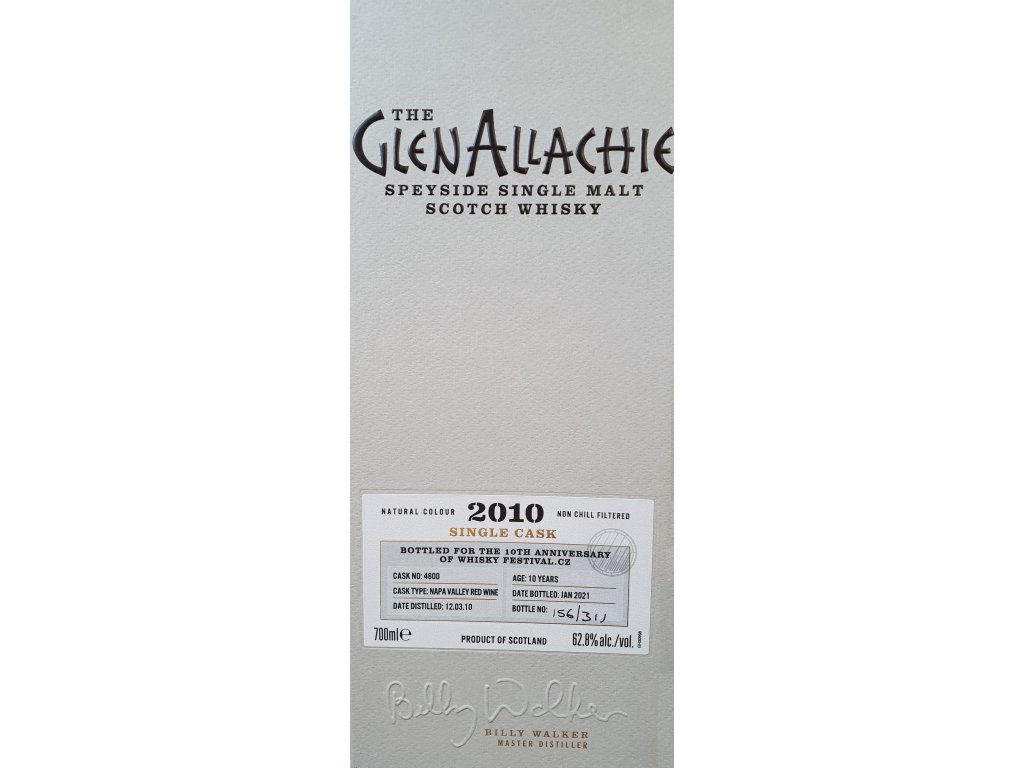 THE
GLENALLACHIE
SPEYSIDE SINGLE MALT
SCOTCH WHISKY
NATURAL COLOUR 2010 NON CHILL FILTERED
SINGLE CASK
BOTTLED FOR THE 10TH ANNIVERSARY
OF WHISKY FESTIVAL.CZ
CASK NO: 4600
CASK TYPE: NAPA VALLEY RED WINE
DATE DISTILLED: 12.03.10
AGE: 10 YEARS
DATE BOTTLED: JAN 2021
BOTTLE NO: 156/311
700ml℮ PRODUCT OF SCOTLAND 62.8% alc./vol.
Billy Walker
BILLY WALKER
MASTER DISTILLER